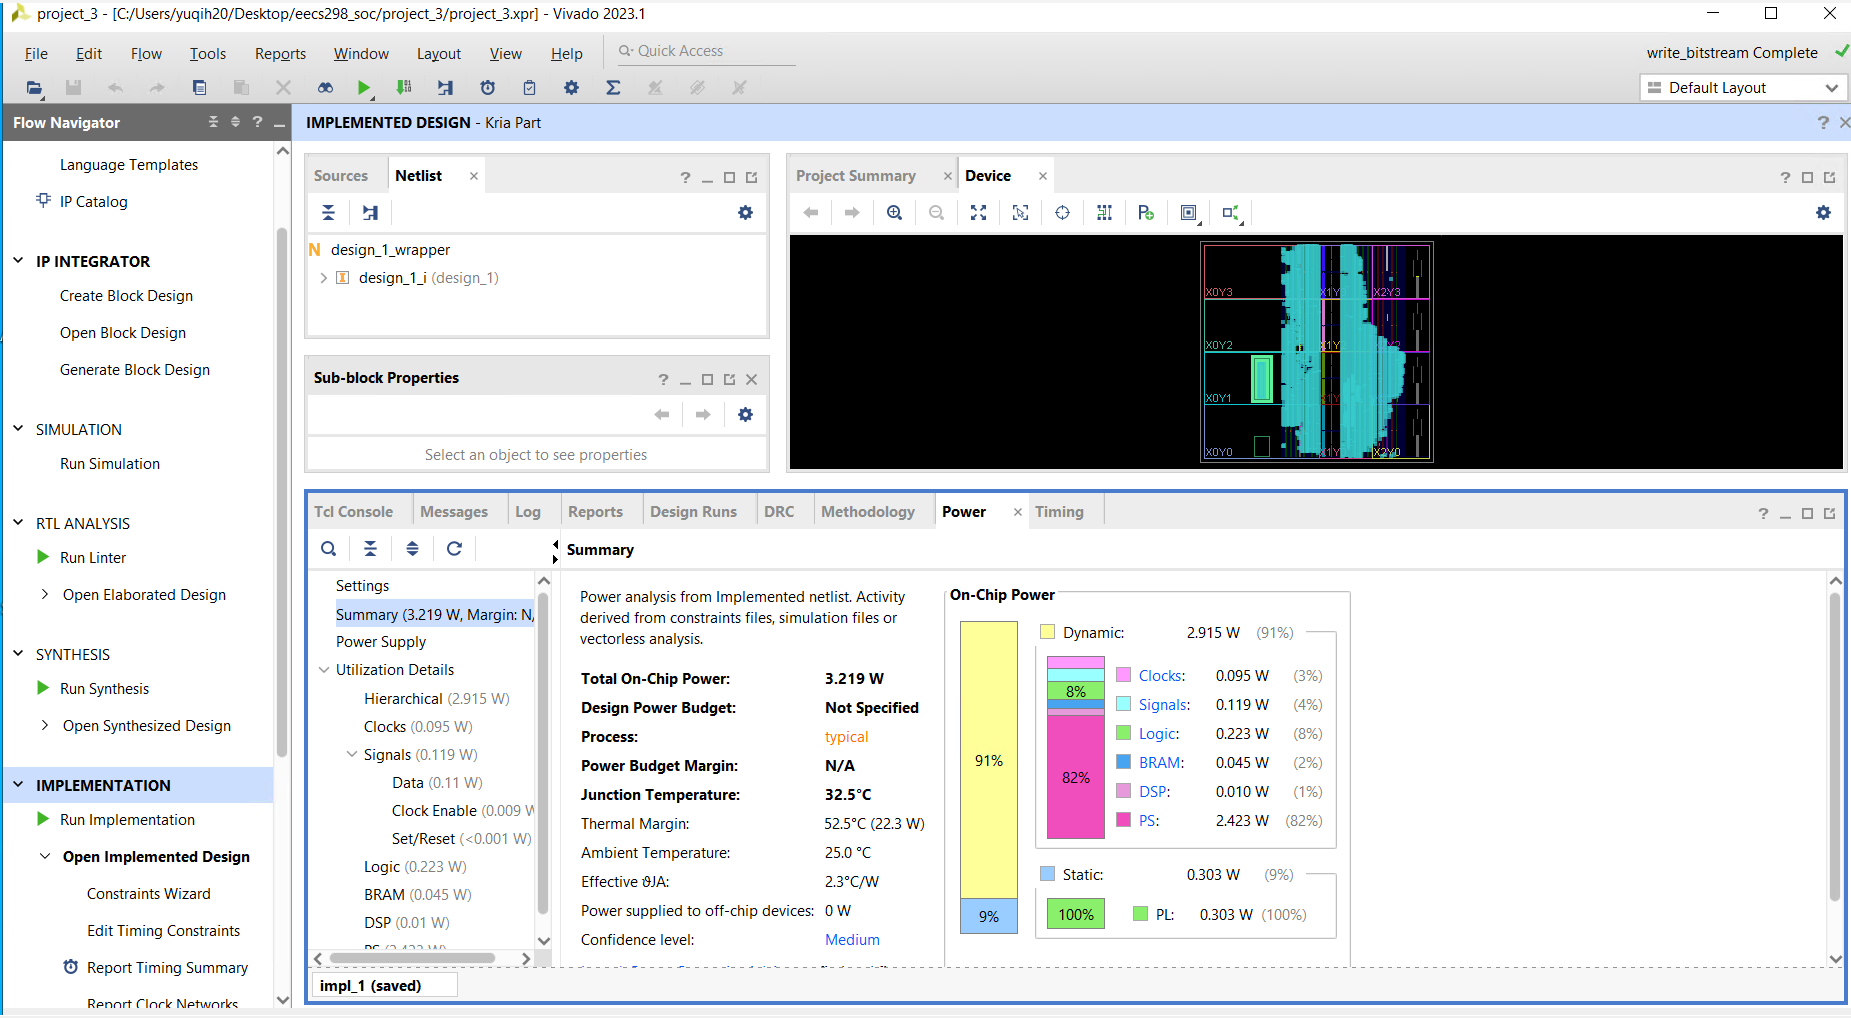 project_3 - [C:/Users/yuqih20/Desktop/eecs298_soc/project_3/project_3.xpr] - Vivado 2023.1
File Edit Flow Tools Reports Window Layout View Help Quick Access
write_bitstream Complete
Default Layout
Flow Navigator
Language Templates
IP Catalog
IP INTEGRATOR
Create Block Design
Open Block Design
Generate Block Design
SIMULATION
Run Simulation
RTL ANALYSIS
Run Linter
Open Elaborated Design
SYNTHESIS
Run Synthesis
Open Synthesized Design
IMPLEMENTATION
Run Implementation
Open Implemented Design
Constraints Wizard
Edit Timing Constraints
Report Timing Summary
Report Clock Networks
IMPLEMENTED DESIGN - Kria Part
Sources Netlist
N design_1_wrapper
design_1_i (design_1)
Sub-block Properties
Select an object to see properties
Project Summary Device
X0Y3 X1Y X2Y3
X0Y2
X0Y1
X0Y0 X1Y X2Y0
Tcl Console Messages Log Reports Design Runs DRC Methodology Power Timing
Settings
Summary (3.219 W, Margin: N/
Power Supply
Utilization Details
Hierarchical (2.915 W)
Clocks (0.095 W)
Signals (0.119 W)
Data (0.11 W)
Clock Enable (0.009 W
Set/Reset (<0.001 W)
Logic (0.223 W)
BRAM (0.045 W)
DSP (0.01 W)
PS (2.423 W)
Summary
Power analysis from Implemented netlist. Activity
derived from constraints files, simulation files or
vectorless analysis.
Total On-Chip Power: 3.219 W
Design Power Budget: Not Specified
Process: typical
Power Budget Margin: N/A
Junction Temperature: 32.5°C
Thermal Margin: 52.5°C (22.3 W)
Ambient Temperature: 25.0 °C
Effective ϑJA: 2.3°C/W
Power supplied to off-chip devices: 0 W
Confidence level: Medium
On-Chip Power
91%
9%
Dynamic: 2.915 W (91%)
8%
82%
Clocks: 0.095 W (3%)
Signals: 0.119 W (4%)
Logic: 0.223 W (8%)
BRAM: 0.045 W (2%)
DSP: 0.010 W (1%)
PS: 2.423 W (82%)
Static: 0.303 W (9%)
100%
PL: 0.303 W (100%)
impl_1 (saved)